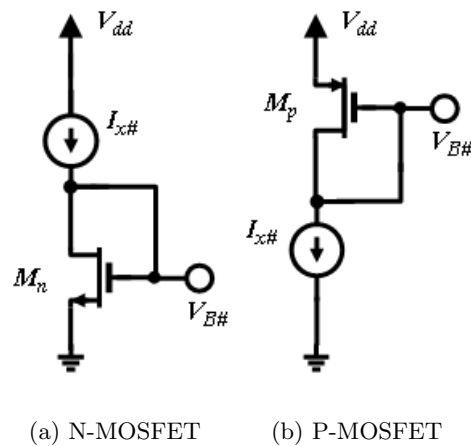 V_dd
I_x#
M_n
V_B#
V_dd
M_p
V_B#
I_x#
(a) N-MOSFET
(b) P-MOSFET